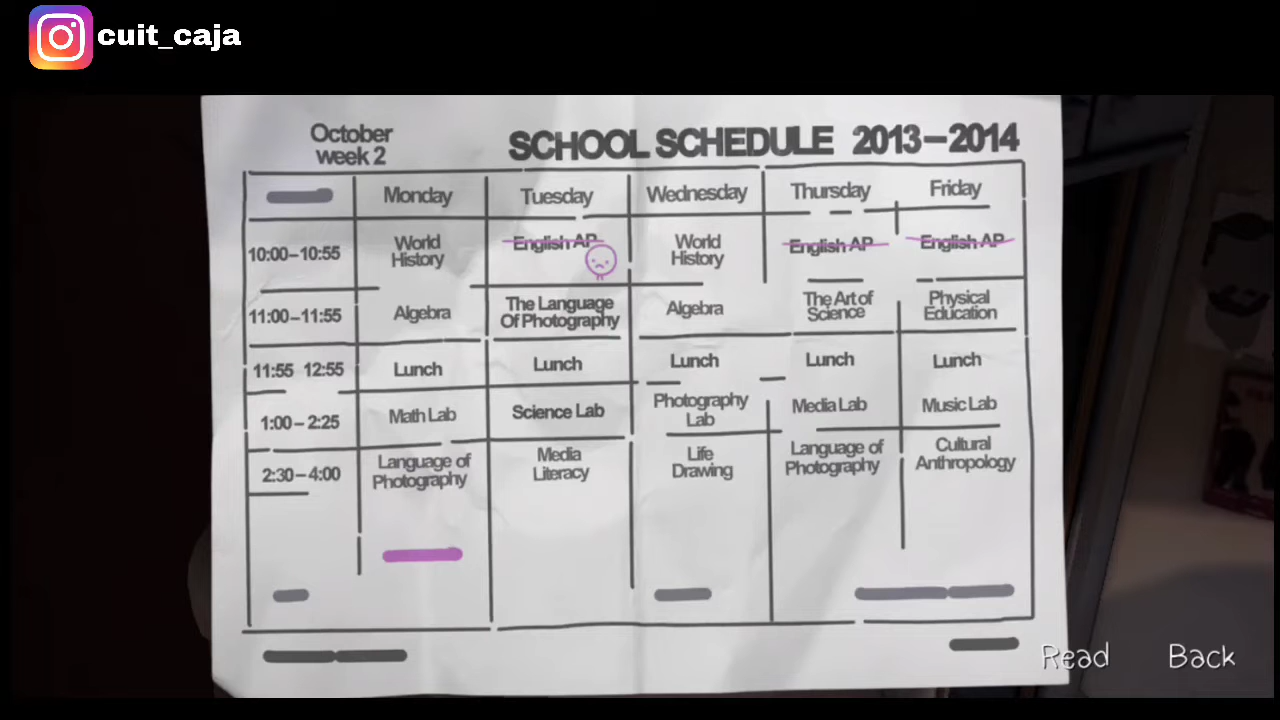 cuit_caja
October
week 2
SCHOOL SCHEDULE 2013-2014
Monday Tuesday Wednesday Thursday Friday
10:00-10:55 World History English AP World History English AP English AP
11:00-11:55 Algebra The Language Of Photography Algebra The Art of Science Physical Education
11:55 12:55 Lunch Lunch Lunch Lunch Lunch
1:00-2:25 Math Lab Science Lab Photography Lab Media Lab Music Lab
2:30-4:00 Language of Photography Media Literacy Life Drawing Language of Photography Cultural Anthropology
Read Back